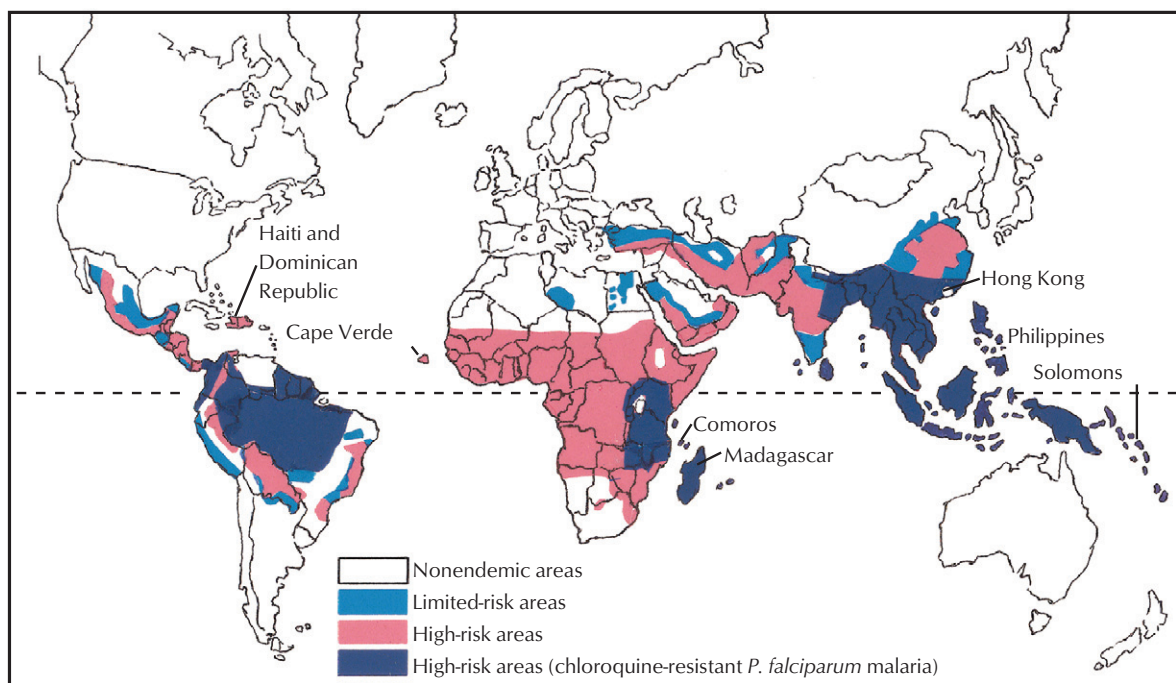 Haiti and
Dominican
Republic
Cape Verde
Hong Kong
Philippines
Solomons
Comoros
Madagascar
Nonendemic areas
Limited-risk areas
High-risk areas
High-risk areas (chloroquine-resistant P. falciparum malaria)